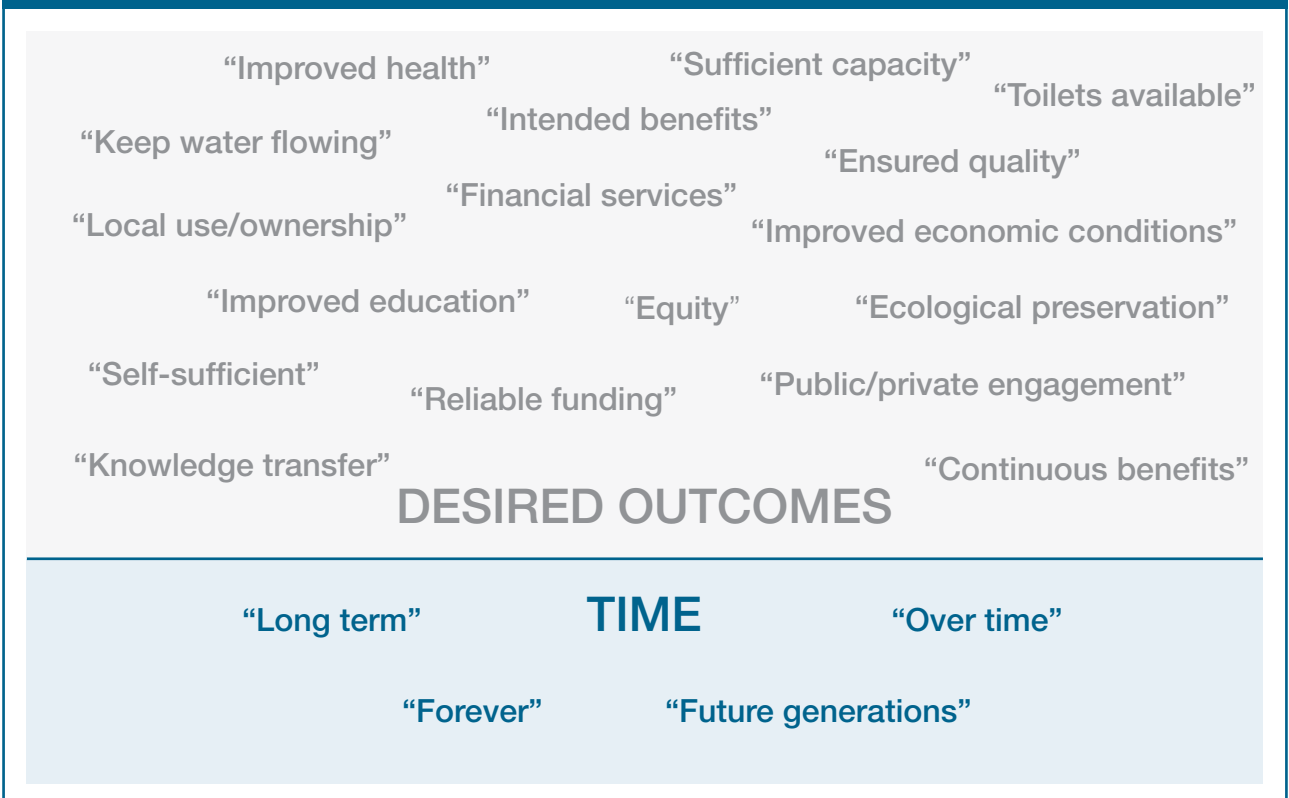 “Improved health”
“Sufficient capacity”
“Toilets available”
“Intended benefits”
“Keep water flowing”
“Ensured quality”
“Financial services”
“Local use/ownership”
“Improved economic conditions”
“Improved education”
“Equity”
“Ecological preservation”
“Self-sufficient”
“Reliable funding”
“Public/private engagement”
“Knowledge transfer”
“Continuous benefits”
DESIRED OUTCOMES
“Long term”
TIME
“Over time”
“Forever”
“Future generations”